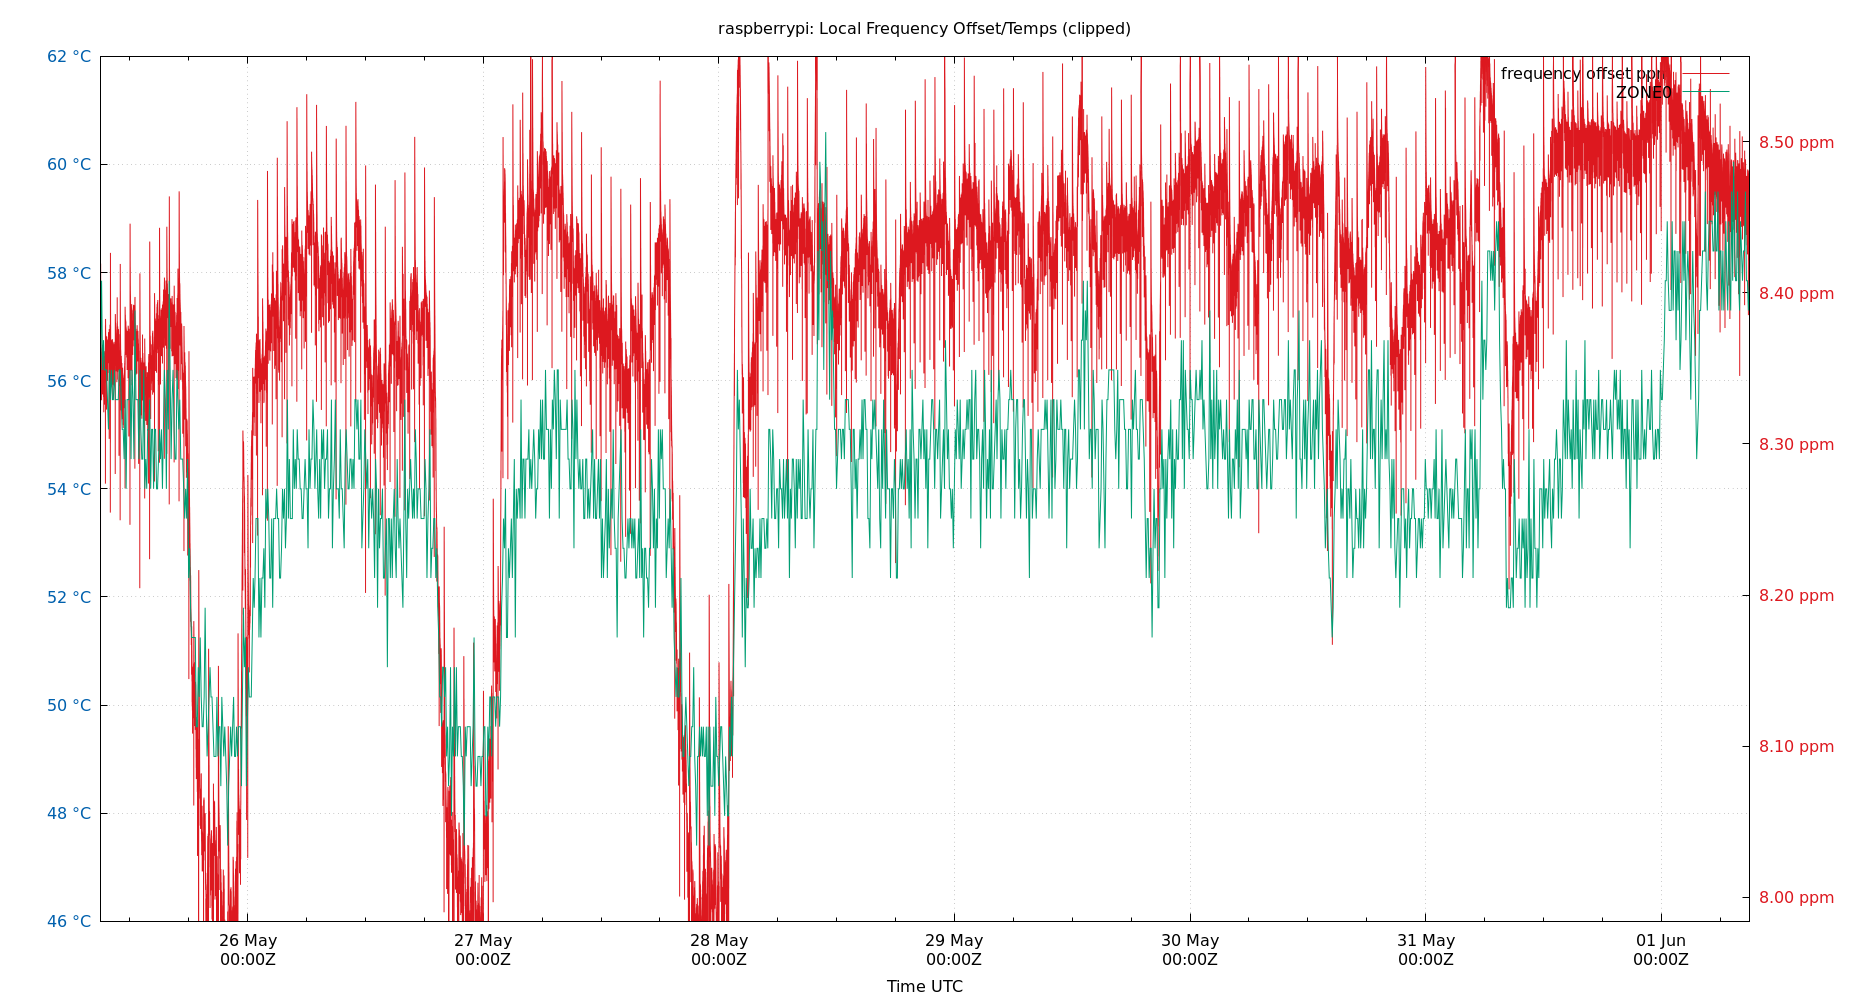 raspberrypi: Local Frequency Offset/Temps (clipped)
62 °C
60 °C
58 °C
56 °C
54 °C
52 °C
50 °C
48 °C
46 °C
frequency offset ppm
ZONE0
8.50 ppm
8.40 ppm
8.30 ppm
8.20 ppm
8.10 ppm
8.00 ppm
26 May
00:00Z
27 May
00:00Z
28 May
00:00Z
29 May
00:00Z
30 May
00:00Z
31 May
00:00Z
01 Jun
00:00Z
Time UTC